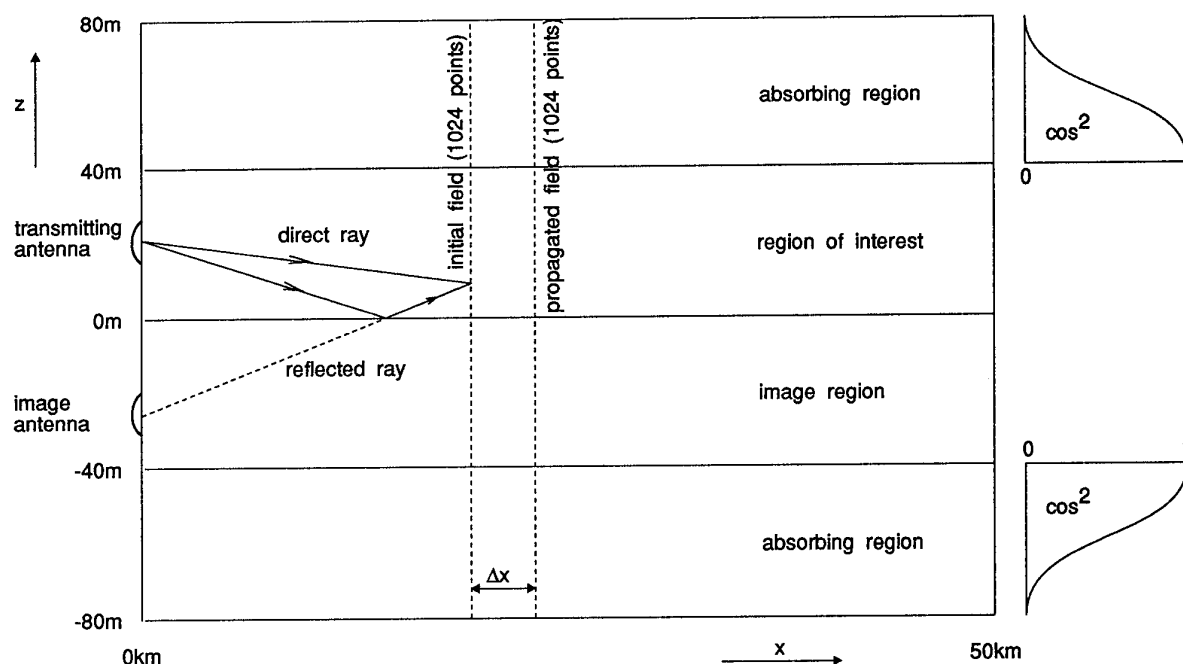 80m
z
initial field (1024 points)
propagated field (1024 points)
absorbing region
cos2
0
40m
transmitting
antenna
direct ray
region of interest
0m
reflected ray
image
antenna
image region
-40m
0
cos2
absorbing region
Δx
-80m
0km
x
50km